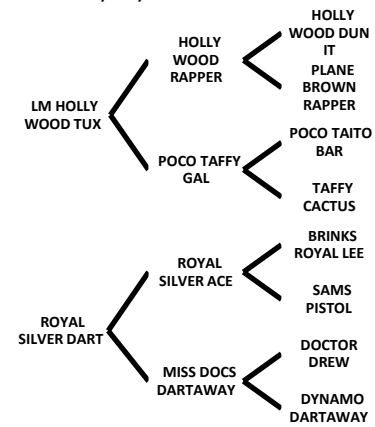 HOLLY
WOOD DUN
IT
HOLLY
WOOD
RAPPER
PLANE
BROWN
RAPPER
LM HOLLY
WOOD TUX
POCO TAITO
BAR
POCO TAFFY
GAL
TAFFY
CACTUS
BRINKS
ROYAL LEE
ROYAL
SILVER ACE
SAMS
PISTOL
ROYAL
SILVER DART
DOCTOR
DREW
MISS DOCS
DARTAWAY
DYNAMO
DARTAWAY